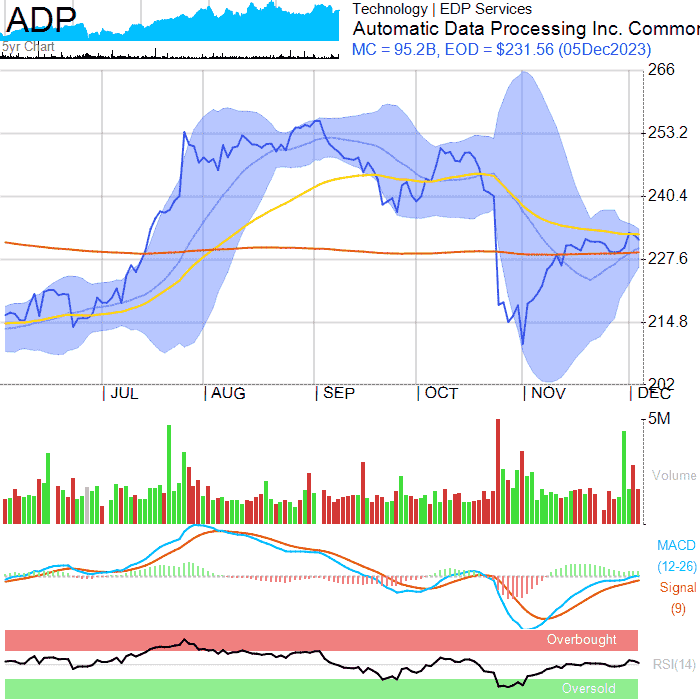 ADP
5yr Chart
Technology | EDP Services
Automatic Data Processing Inc. Common
MC = 95.2B, EOD = $231.56 (05Dec2023)
266
253.2
240.4
227.6
214.8
202
JUL AUG SEP OCT NOV DEC
5M
Volume
MACD
(12-26)
Signal
(9)
Overbought
RSI(14)
Oversold